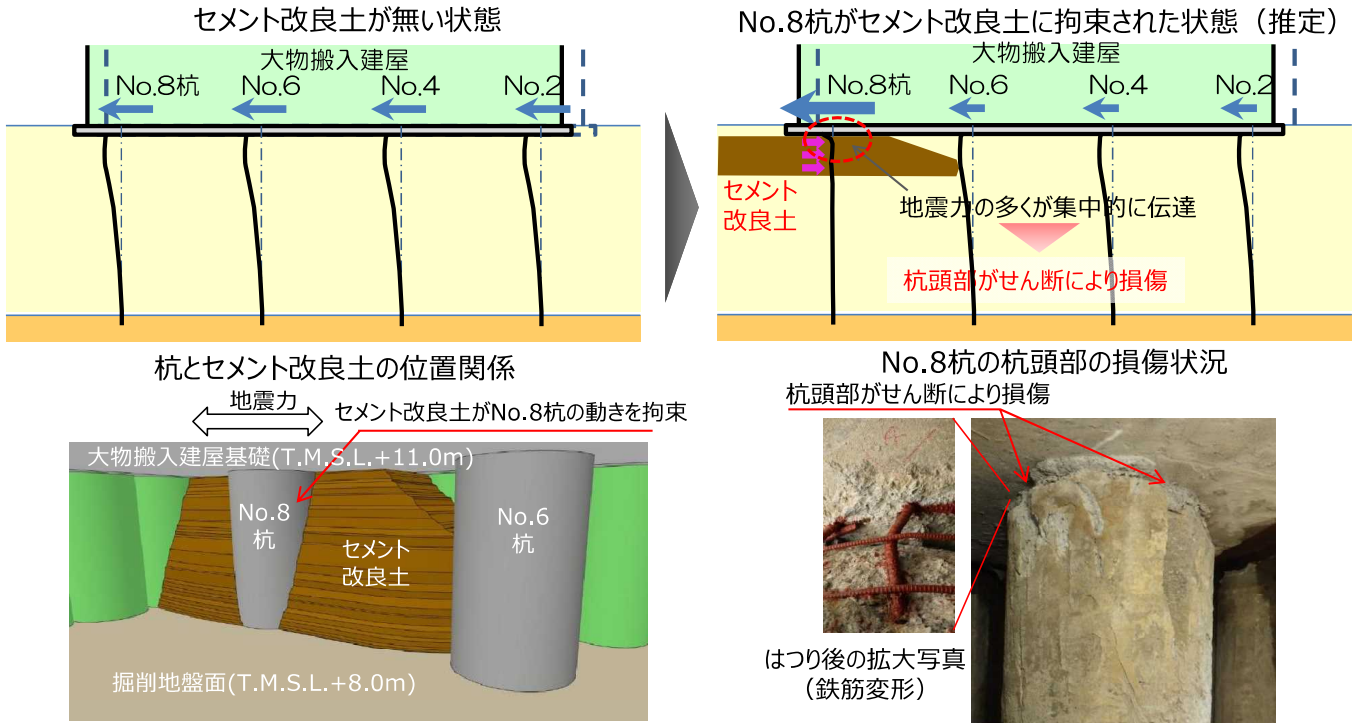 セメント改良土が無い状態
大物搬入建屋
No.8杭
No.6
No.4
No.2
No.8杭がセメント改良土に拘束された状態（推定）
大物搬入建屋
No.8杭
No.6
No.4
No.2
セメント
改良土
地震力の多くが集中的に伝達
杭頭部がせん断により損傷
杭とセメント改良土の位置関係
地震力
セメント改良土がNo.8杭の動きを拘束
大物搬入建屋基礎(T.M.S.L.+11.0m)
No.8
杭
No.6
杭
セメント
改良土
掘削地盤面(T.M.S.L.+8.0m)
No.8杭の杭頭部の損傷状況
杭頭部がせん断により損傷
はつり後の拡大写真
（鉄筋変形）